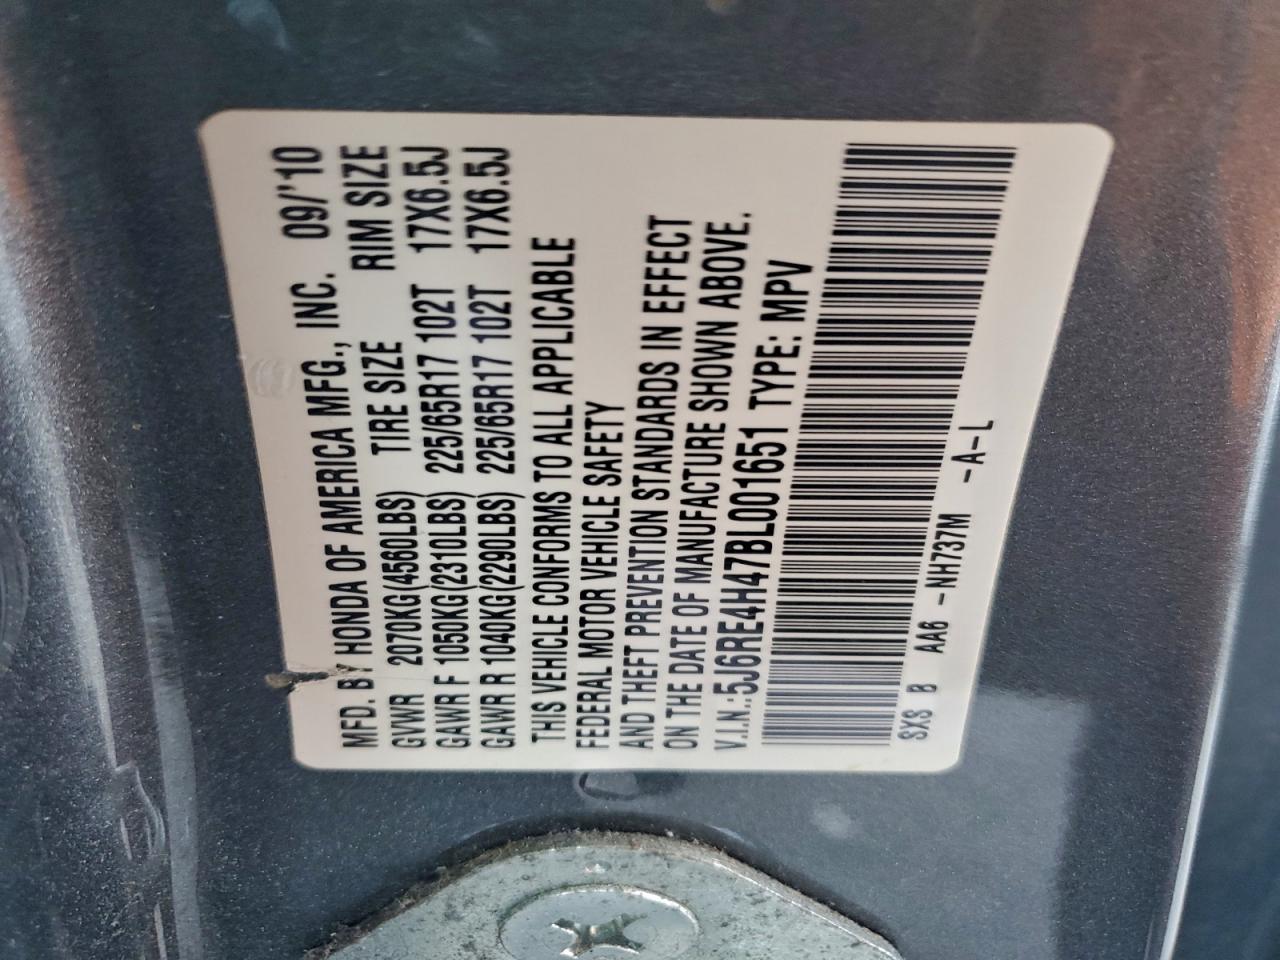 MFD. BY HONDA OF AMERICA MFG., INC. 09/'10
GVWR 2070KG(4560LBS) TIRE SIZE RIM SIZE
GAWR F 1050KG(2310LBS) 225/65R17 102T 17X6.5J
GAWR R 1040KG(2290LBS) 225/65R17 102T 17X6.5J
THIS VEHICLE CONFORMS TO ALL APPLICABLE
FEDERAL MOTOR VEHICLE SAFETY
AND THEFT PREVENTION STANDARDS IN EFFECT
ON THE DATE OF MANUFACTURE SHOWN ABOVE.
V.I.N.:5J6RE4H47BL001651 TYPE: MPV
SXS B AA6 -NH737M -A-L